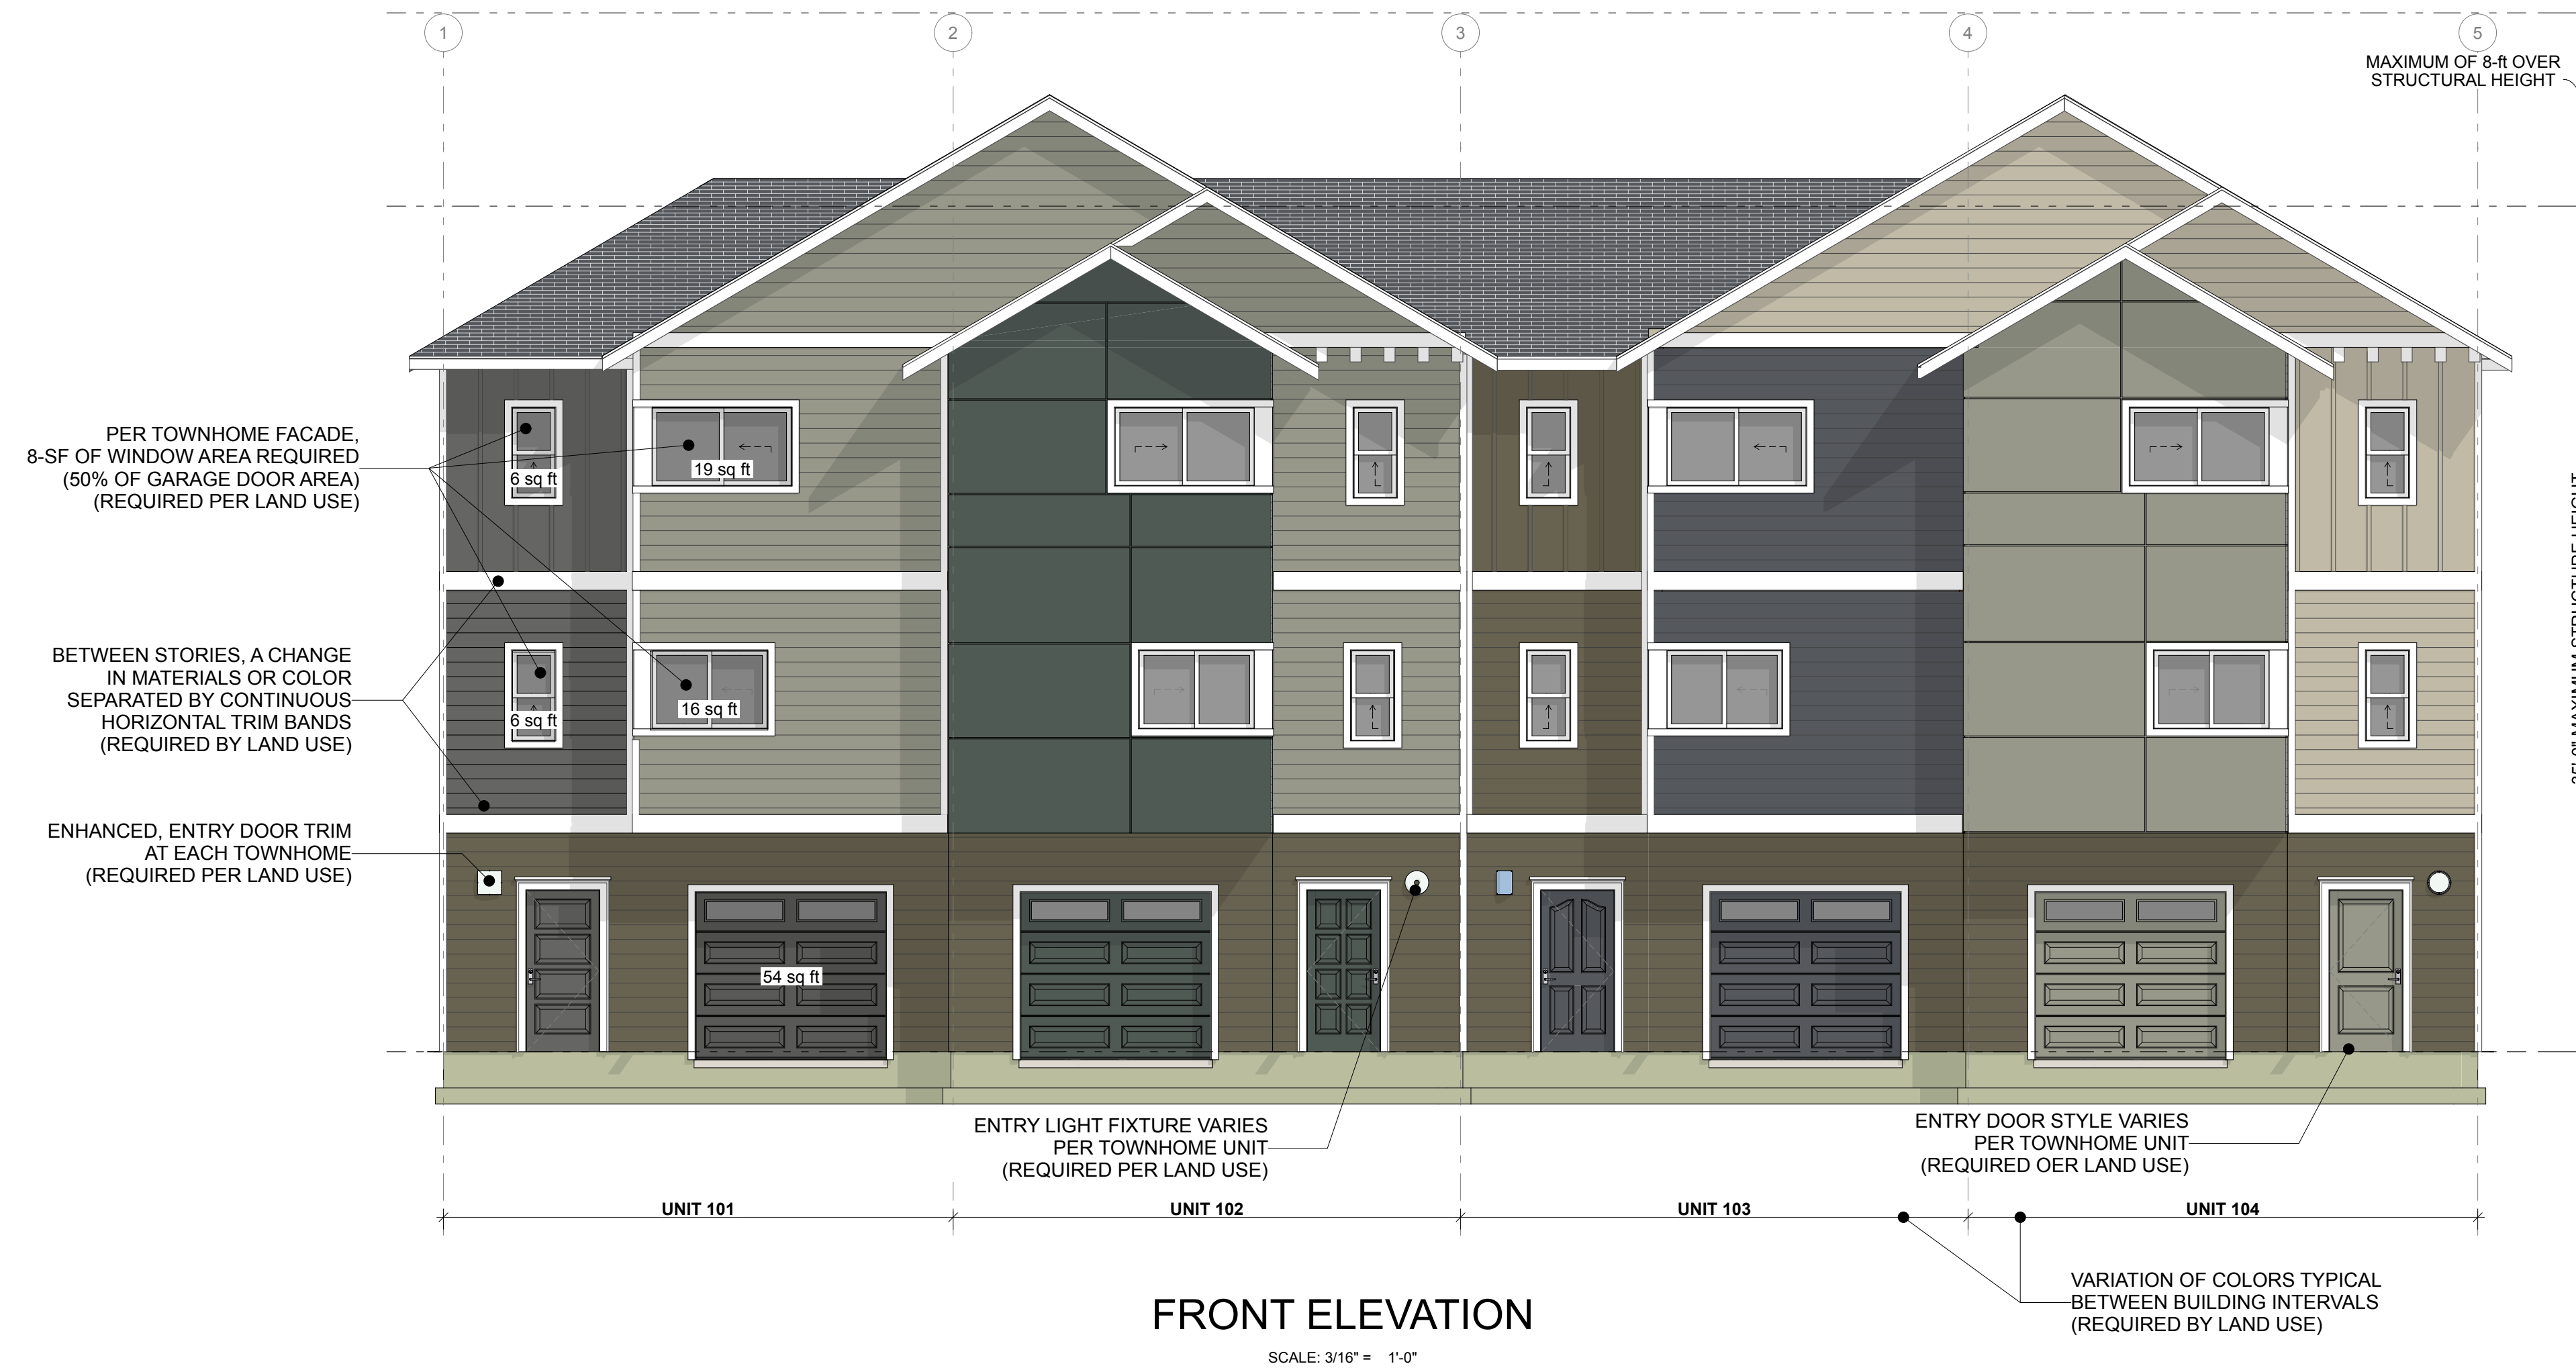 1
2
3
4
5
MAXIMUM OF 8-ft OVER
STRUCTURAL HEIGHT
PER TOWNHOME FACADE,
8-SF OF WINDOW AREA REQUIRED
(50% OF GARAGE DOOR AREA)
(REQUIRED PER LAND USE)
6 sq ft
19 sq ft
BETWEEN STORIES, A CHANGE
IN MATERIALS OR COLOR
SEPARATED BY CONTINUOUS
HORIZONTAL TRIM BANDS
(REQUIRED BY LAND USE)
6 sq ft
16 sq ft
ENHANCED, ENTRY DOOR TRIM
AT EACH TOWNHOME
(REQUIRED PER LAND USE)
54 sq ft
MAXIMUM STRUCTURE HEIGHT
ENTRY LIGHT FIXTURE VARIES
PER TOWNHOME UNIT
(REQUIRED PER LAND USE)
ENTRY DOOR STYLE VARIES
PER TOWNHOME UNIT
(REQUIRED OER LAND USE)
UNIT 101
UNIT 102
UNIT 103
UNIT 104
VARIATION OF COLORS TYPICAL
BETWEEN BUILDING INTERVALS
(REQUIRED BY LAND USE)
FRONT ELEVATION
SCALE: 3/16" = 1'-0"